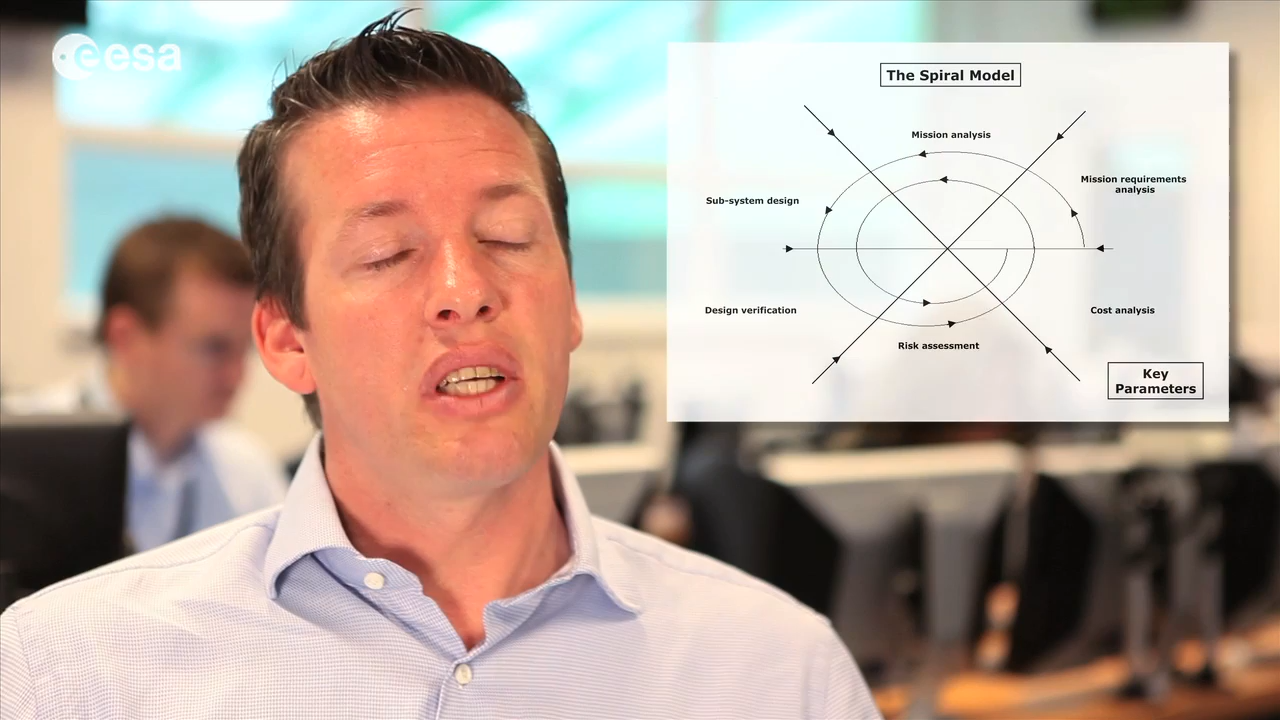 esa
The Spiral Model
Mission analysis
Mission requirements
analysis
Sub-system design
Design verification
Cost analysis
Risk assessment
Key
Parameters